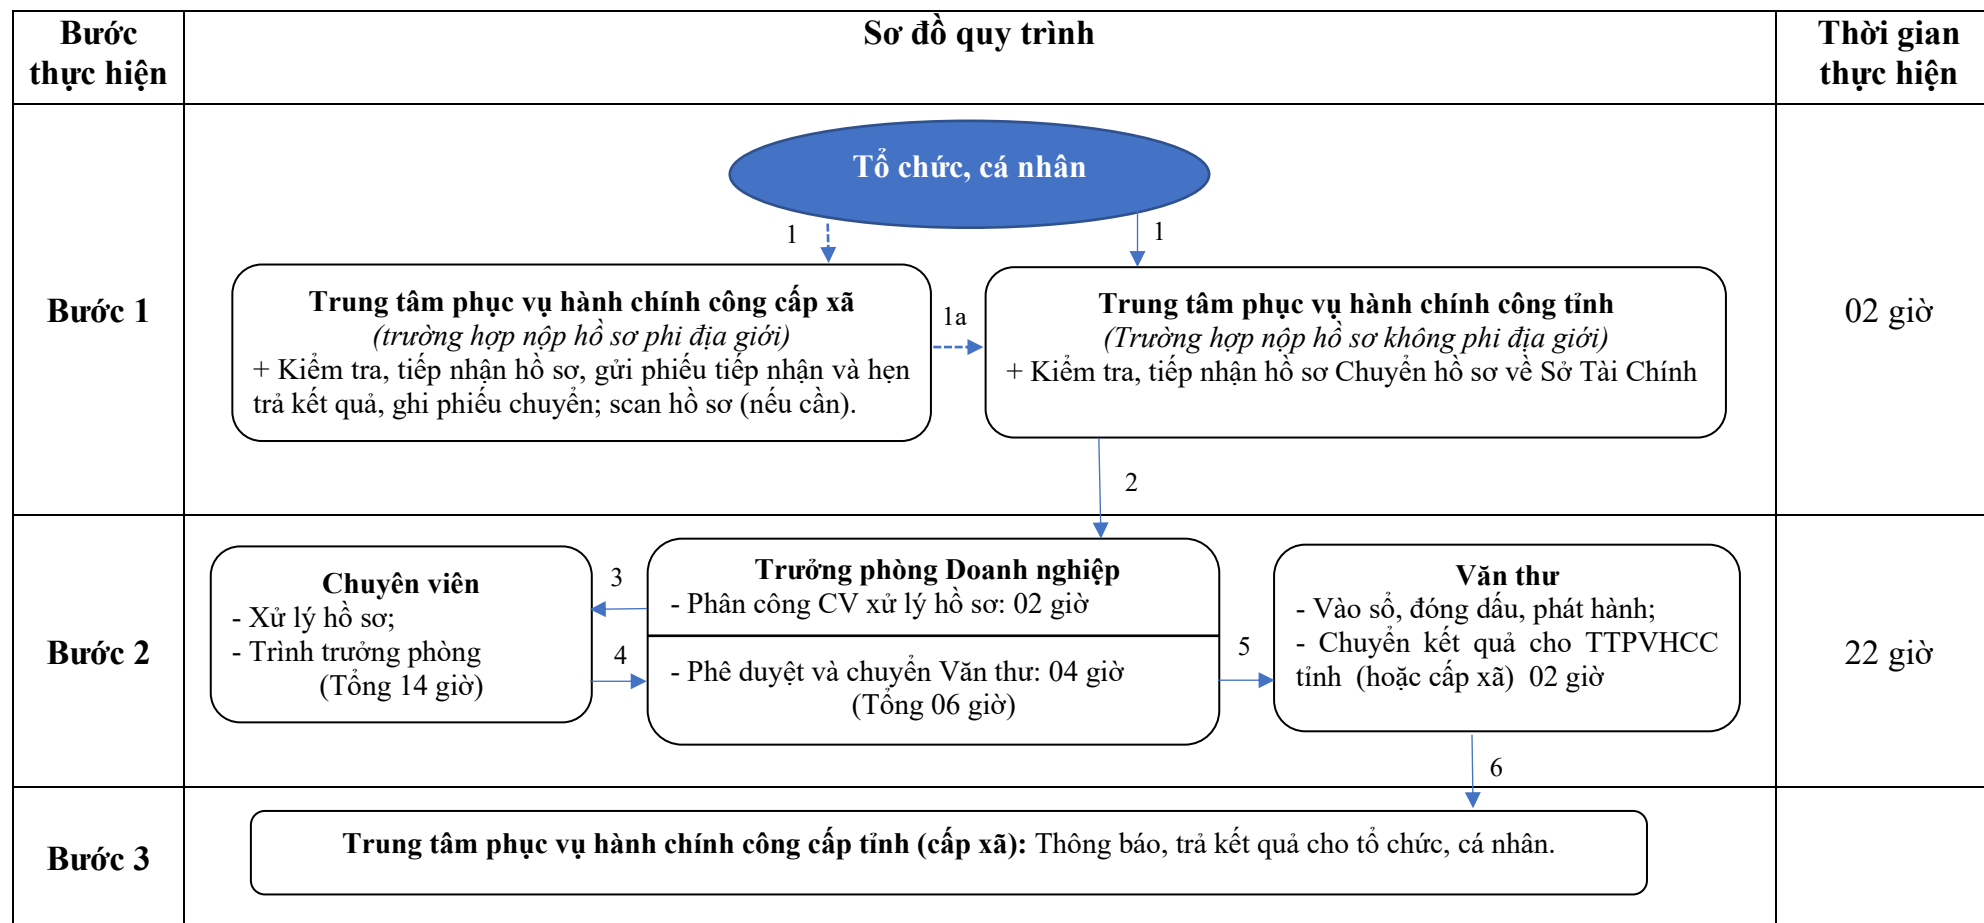 Bước
thực hiện
Sơ đồ quy trình
Thời gian
thực hiện
Bước 1
Tổ chức, cá nhân
1
1
Trung tâm phục vụ hành chính công cấp xã
(trường hợp nộp hồ sơ phi địa giới)
+ Kiểm tra, tiếp nhận hồ sơ, gửi phiếu tiếp nhận và hẹn
trả kết quả, ghi phiếu chuyển; scan hồ sơ (nếu cần).
1a
Trung tâm phục vụ hành chính công tỉnh
(Trường hợp nộp hồ sơ không phi địa giới)
+ Kiểm tra, tiếp nhận hồ sơ Chuyển hồ sơ về Sở Tài Chính
02 giờ
2
Bước 2
Chuyên viên
- Xử lý hồ sơ;
- Trình trưởng phòng
(Tổng 14 giờ)
3
4
Trưởng phòng Doanh nghiệp
- Phân công CV xử lý hồ sơ: 02 giờ
- Phê duyệt và chuyển Văn thư: 04 giờ
(Tổng 06 giờ)
5
Văn thư
- Vào sổ, đóng dấu, phát hành;
- Chuyển kết quả cho TTPVHCC
tỉnh (hoặc cấp xã) 02 giờ
22 giờ
6
Bước 3
Trung tâm phục vụ hành chính công cấp tỉnh (cấp xã): Thông báo, trả kết quả cho tổ chức, cá nhân.